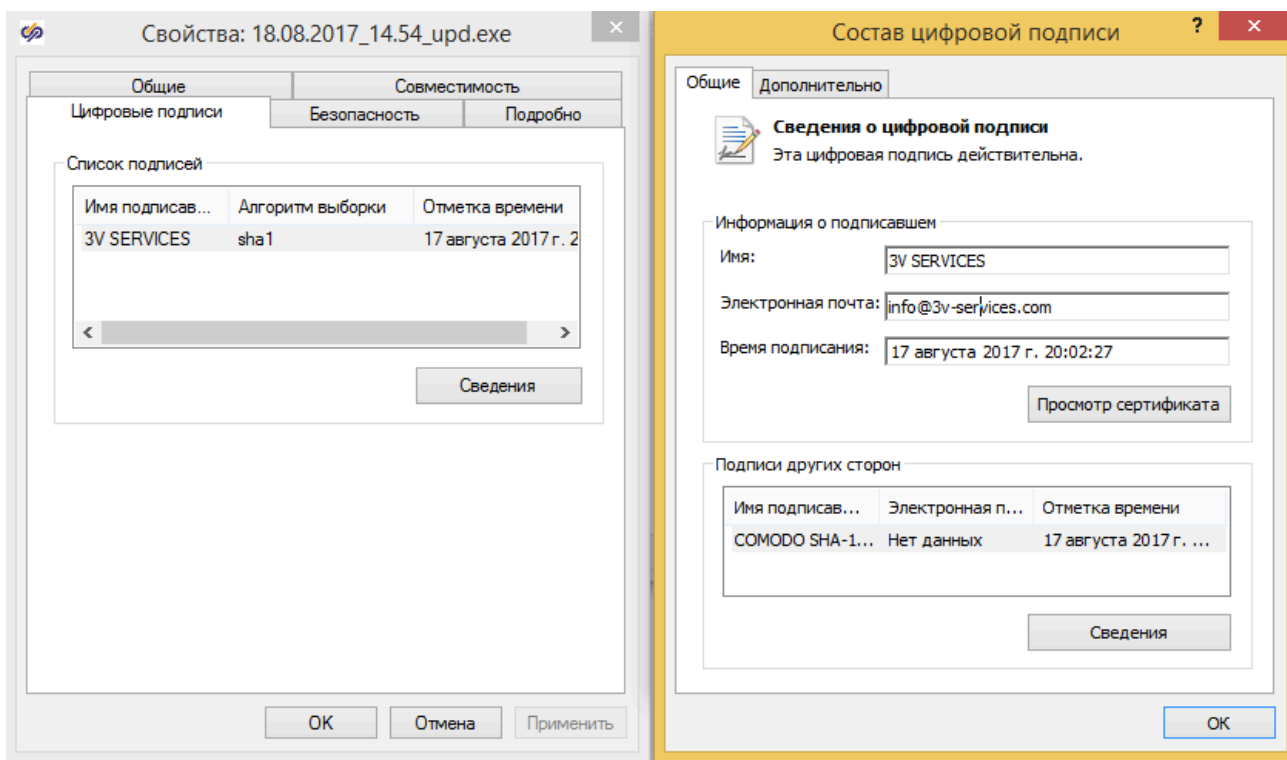 Свойства: 18.08.2017_14.54_upd.exe
Общие
Совместимость
Цифровые подписи
Безопасность
Подробно
Список подписей
Имя подписав...
Алгоритм выборки
Отметка времени
3V SERVICES
sha1
17 августа 2017 г. 2
Сведения
OK
Отмена
Применить
Состав цифровой подписи
?
Общие
Дополнительно
Сведения о цифровой подписи
Эта цифровая подпись действительна.
Информация о подписавшем
Имя:
3V SERVICES
Электронная почта:
info@3v-services.com
Время подписания:
17 августа 2017 г. 20:02:27
Просмотр сертификата
Подписи других сторон
Имя подписав...
Электронная п...
Отметка времени
COMODO SHA-1...
Нет данных
17 августа 2017 г. ...
Сведения
OK